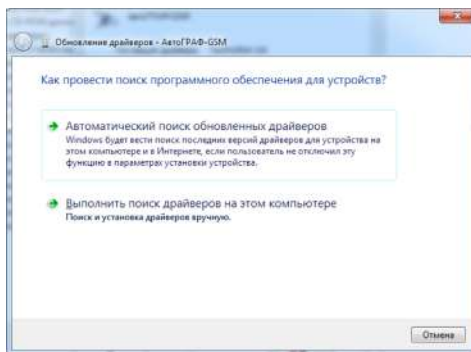 Обновление драйверов - АвтоГРАФ-GSM
Как провести поиск программного обеспечения для устройств?
Автоматический поиск обновленных драйверов
Windows будет вести поиск последних версий драйверов для устройства на
этом компьютере и в Интернете, если пользователь не отключил эту
функцию в параметрах установки устройства.
Выполнить поиск драйверов на этом компьютере
Поиск и установка драйверов вручную.
Отмена